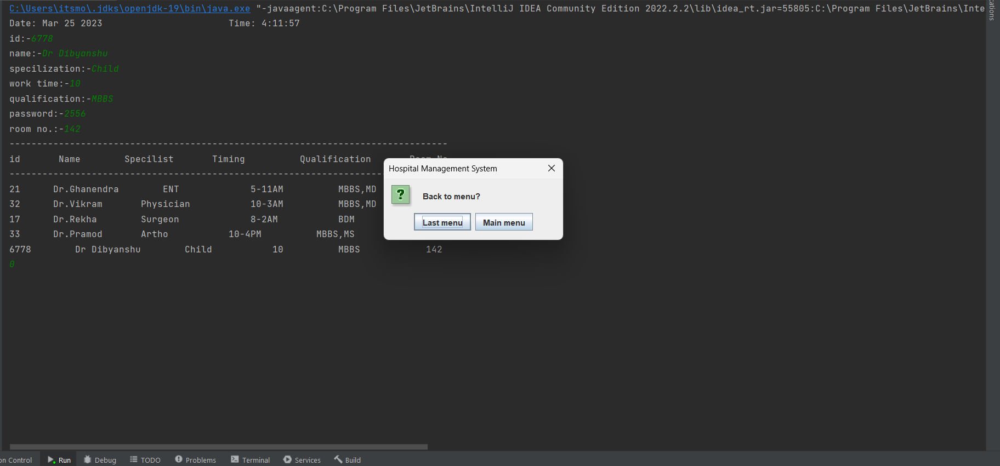 C:\Users\itsmo\.jdks\openjdk-19\bin\java.exe "-javaagent:C:\Program Files\JetBrains\IntelliJ IDEA Community Edition 2022.2.2\lib\idea_rt.jar=55805:C:\Program Files\JetBrains\Inte
Date: Mar 25 2023 Time: 4:11:57
id:-6778
name:-Dr Dibyanshu
specilization:-Child
work time:-10
qualification:-MBBS
password:-2556
room no.:-142
--------------------------------------------------------------------------------
id Name Specilist Timing Qualification Room No
--------------------------------------------------------------------
21 Dr.Ghanendra ENT 5-11AM MBBS,MD
32 Dr.Vikram Physician 10-3AM MBBS,MD
17 Dr.Rekha Surgeon 8-2AM BDM
33 Dr.Pramod Artho 10-4PM MBBS,MS
6778 Dr Dibyanshu Child 10 MBBS 142
0
Hospital Management System
?
Back to menu?
Last menu Main menu
cations
on Control Run Debug TODO Problems Terminal Services Build